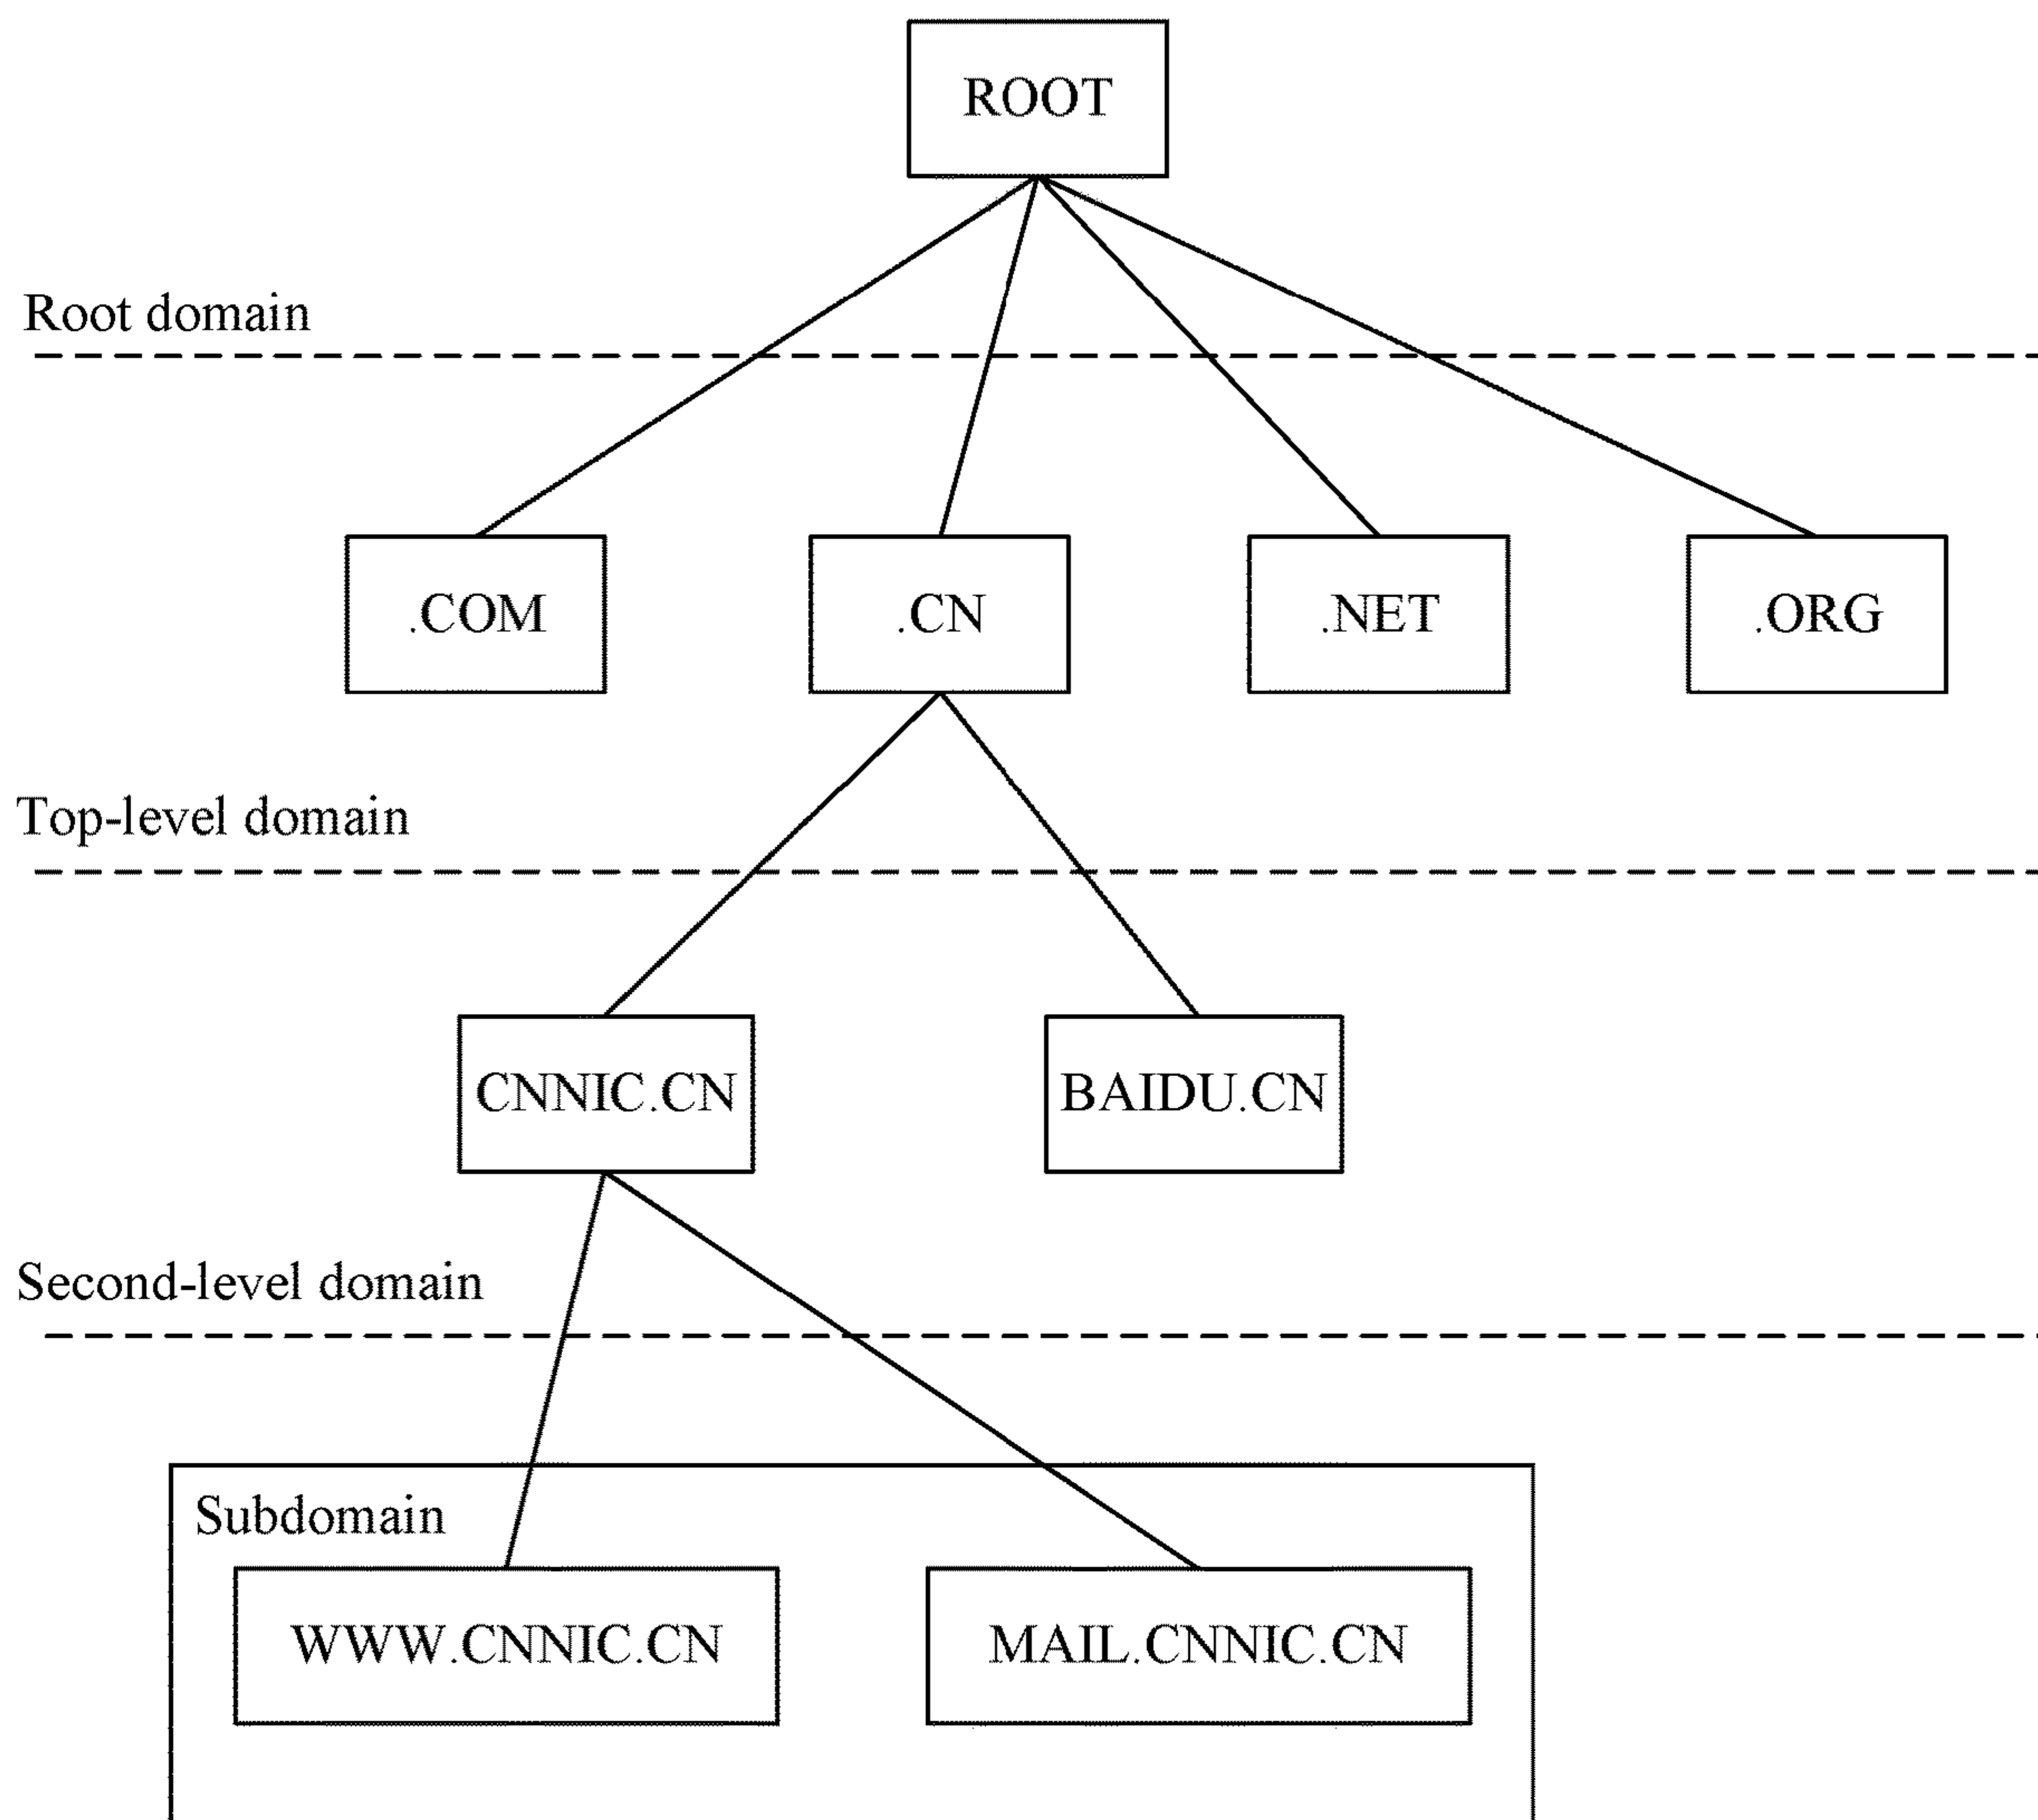 ROOT
Root domain
.COM
.CN
.NET
.ORG
Top-level domain
CNNIC.CN
BAIDU.CN
Second-level domain
Subdomain
WWW.CNNIC.CN
MAIL.CNNIC.CN